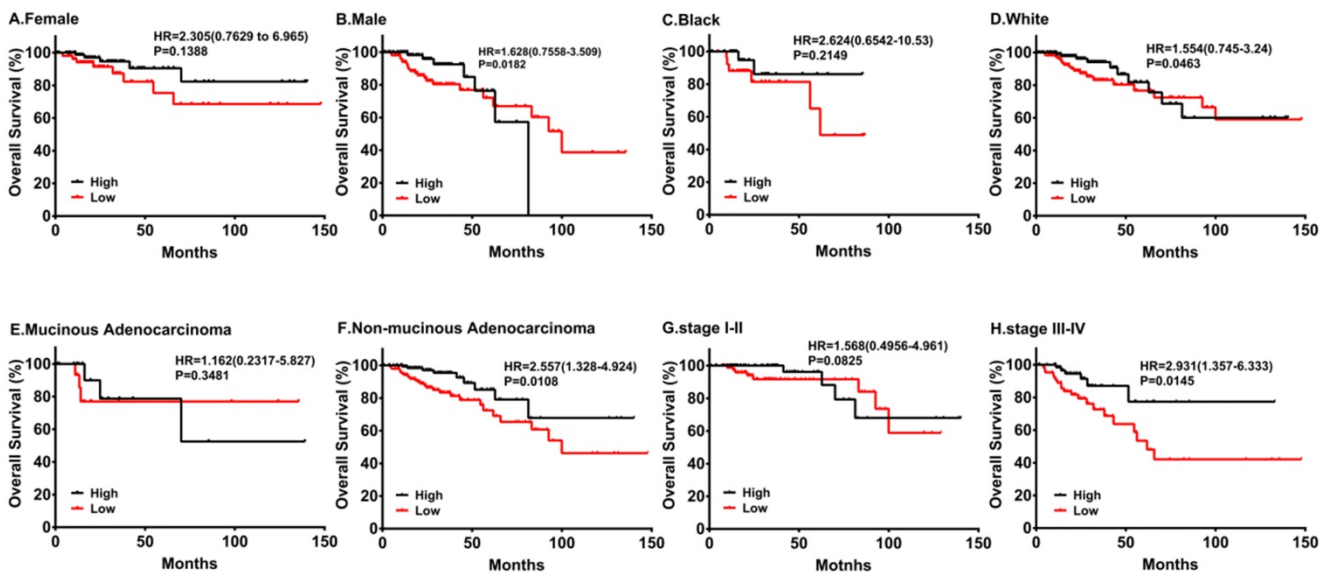 A.Female
HR=2.305(0.7629 to 6.965)
P=0.1388
Overall Survival (%)
100
80
60
40
20
0
High
Low
0 50 100 150
Months
B.Male
HR=1.628(0.7558-3.509)
P=0.0182
Overall Survival (%)
100
80
60
40
20
0
High
Low
0 50 100 150
Months
C.Black
HR=2.624(0.6542-10.53)
P=0.2149
Overall Survival (%)
100
80
60
40
20
0
High
Low
0 50 100 150
Months
D.White
HR=1.554(0.745-3.24)
P=0.0463
Overall Survival (%)
100
80
60
40
20
0
High
Low
0 50 100 150
Months
E.Mucinous Adenocarcinoma
HR=1.162(0.2317-5.827)
P=0.3481
Overall Survival (%)
100
80
60
40
80
0
High
Low
0 50 100 150
Months
F.Non-mucinous Adenocarcinoma
HR=2.557(1.328-4.924)
P=0.0108
Overall Survival (%)
100
80
60
40
80
0
High
Low
0 50 100 150
Months
G.stage I-II
HR=1.568(0.4956-4.961)
P=0.0825
Overall Survival (%)
100
80
60
40
80
0
High
Low
0 50 100 150
Motnhs
H.stage III-IV
HR=2.931(1.357-6.333)
P=0.0145
Overall Survival (%)
100
80
60
40
80
0
High
Low
0 50 100 150
Months